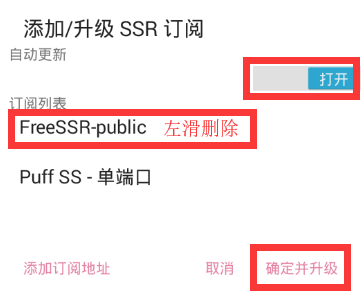 添加/升级 SSR 订阅
自动更新
打开
订阅列表
FreeSSR-public 左滑删除
Puff SS - 单端口
添加订阅地址 取消 确定并升级